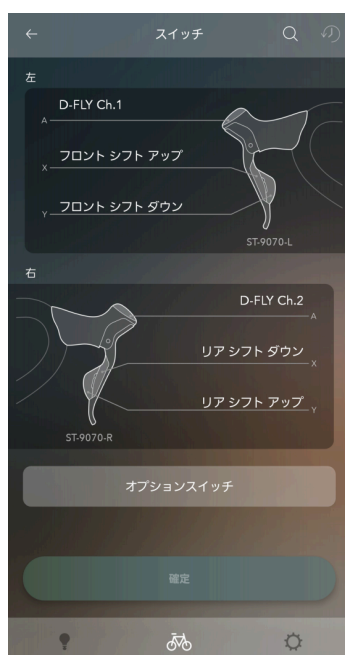 スイッチ
左
D-FLY Ch.1
A
フロント シフト アップ
X
フロント シフト ダウン
Y
ST-9070-L
右
D-FLY Ch.2
A
リア シフト ダウン
X
リア シフト アップ
Y
ST-9070-R
オプションスイッチ
確定